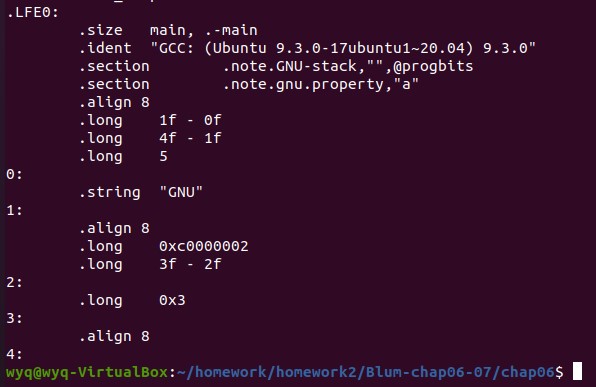 .LFE0:
.size main, .-main
.ident "GCC: (Ubuntu 9.3.0-17ubuntu1~20.04) 9.3.0"
.section .note.GNU-stack,"",@progbits
.section .note.gnu.property,"a"
.align 8
.long 1f - 0f
.long 4f - 1f
.long 5
0:
.string "GNU"
1:
.align 8
.long 0xc0000002
.long 3f - 2f
2:
.long 0x3
3:
.align 8
4:
wyq@wyq-VirtualBox:~/homework/homework2/Blum-chap06-07/chap06$